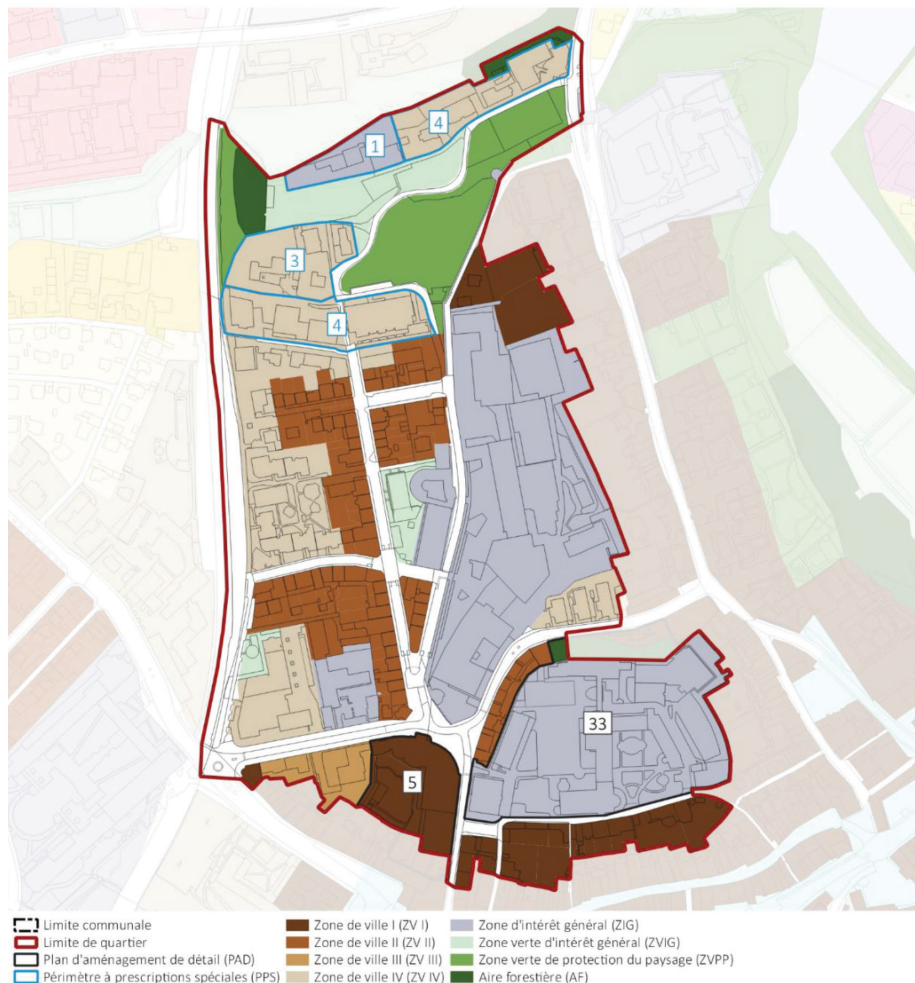 1
4
3
4
33
5
Limite communale
Limite de quartier
Plan d'aménagement de détail (PAD)
Périmètre à prescriptions spéciales (PPS)
Zone de ville I (ZV I)
Zone de ville II (ZV II)
Zone de ville III (ZV III)
Zone de ville IV (ZV IV)
Zone d'intérêt général (ZIG)
Zone verte d'intérêt général (ZVIG)
Zone verte de protection du paysage (ZVPP)
Aire forestière (AF)